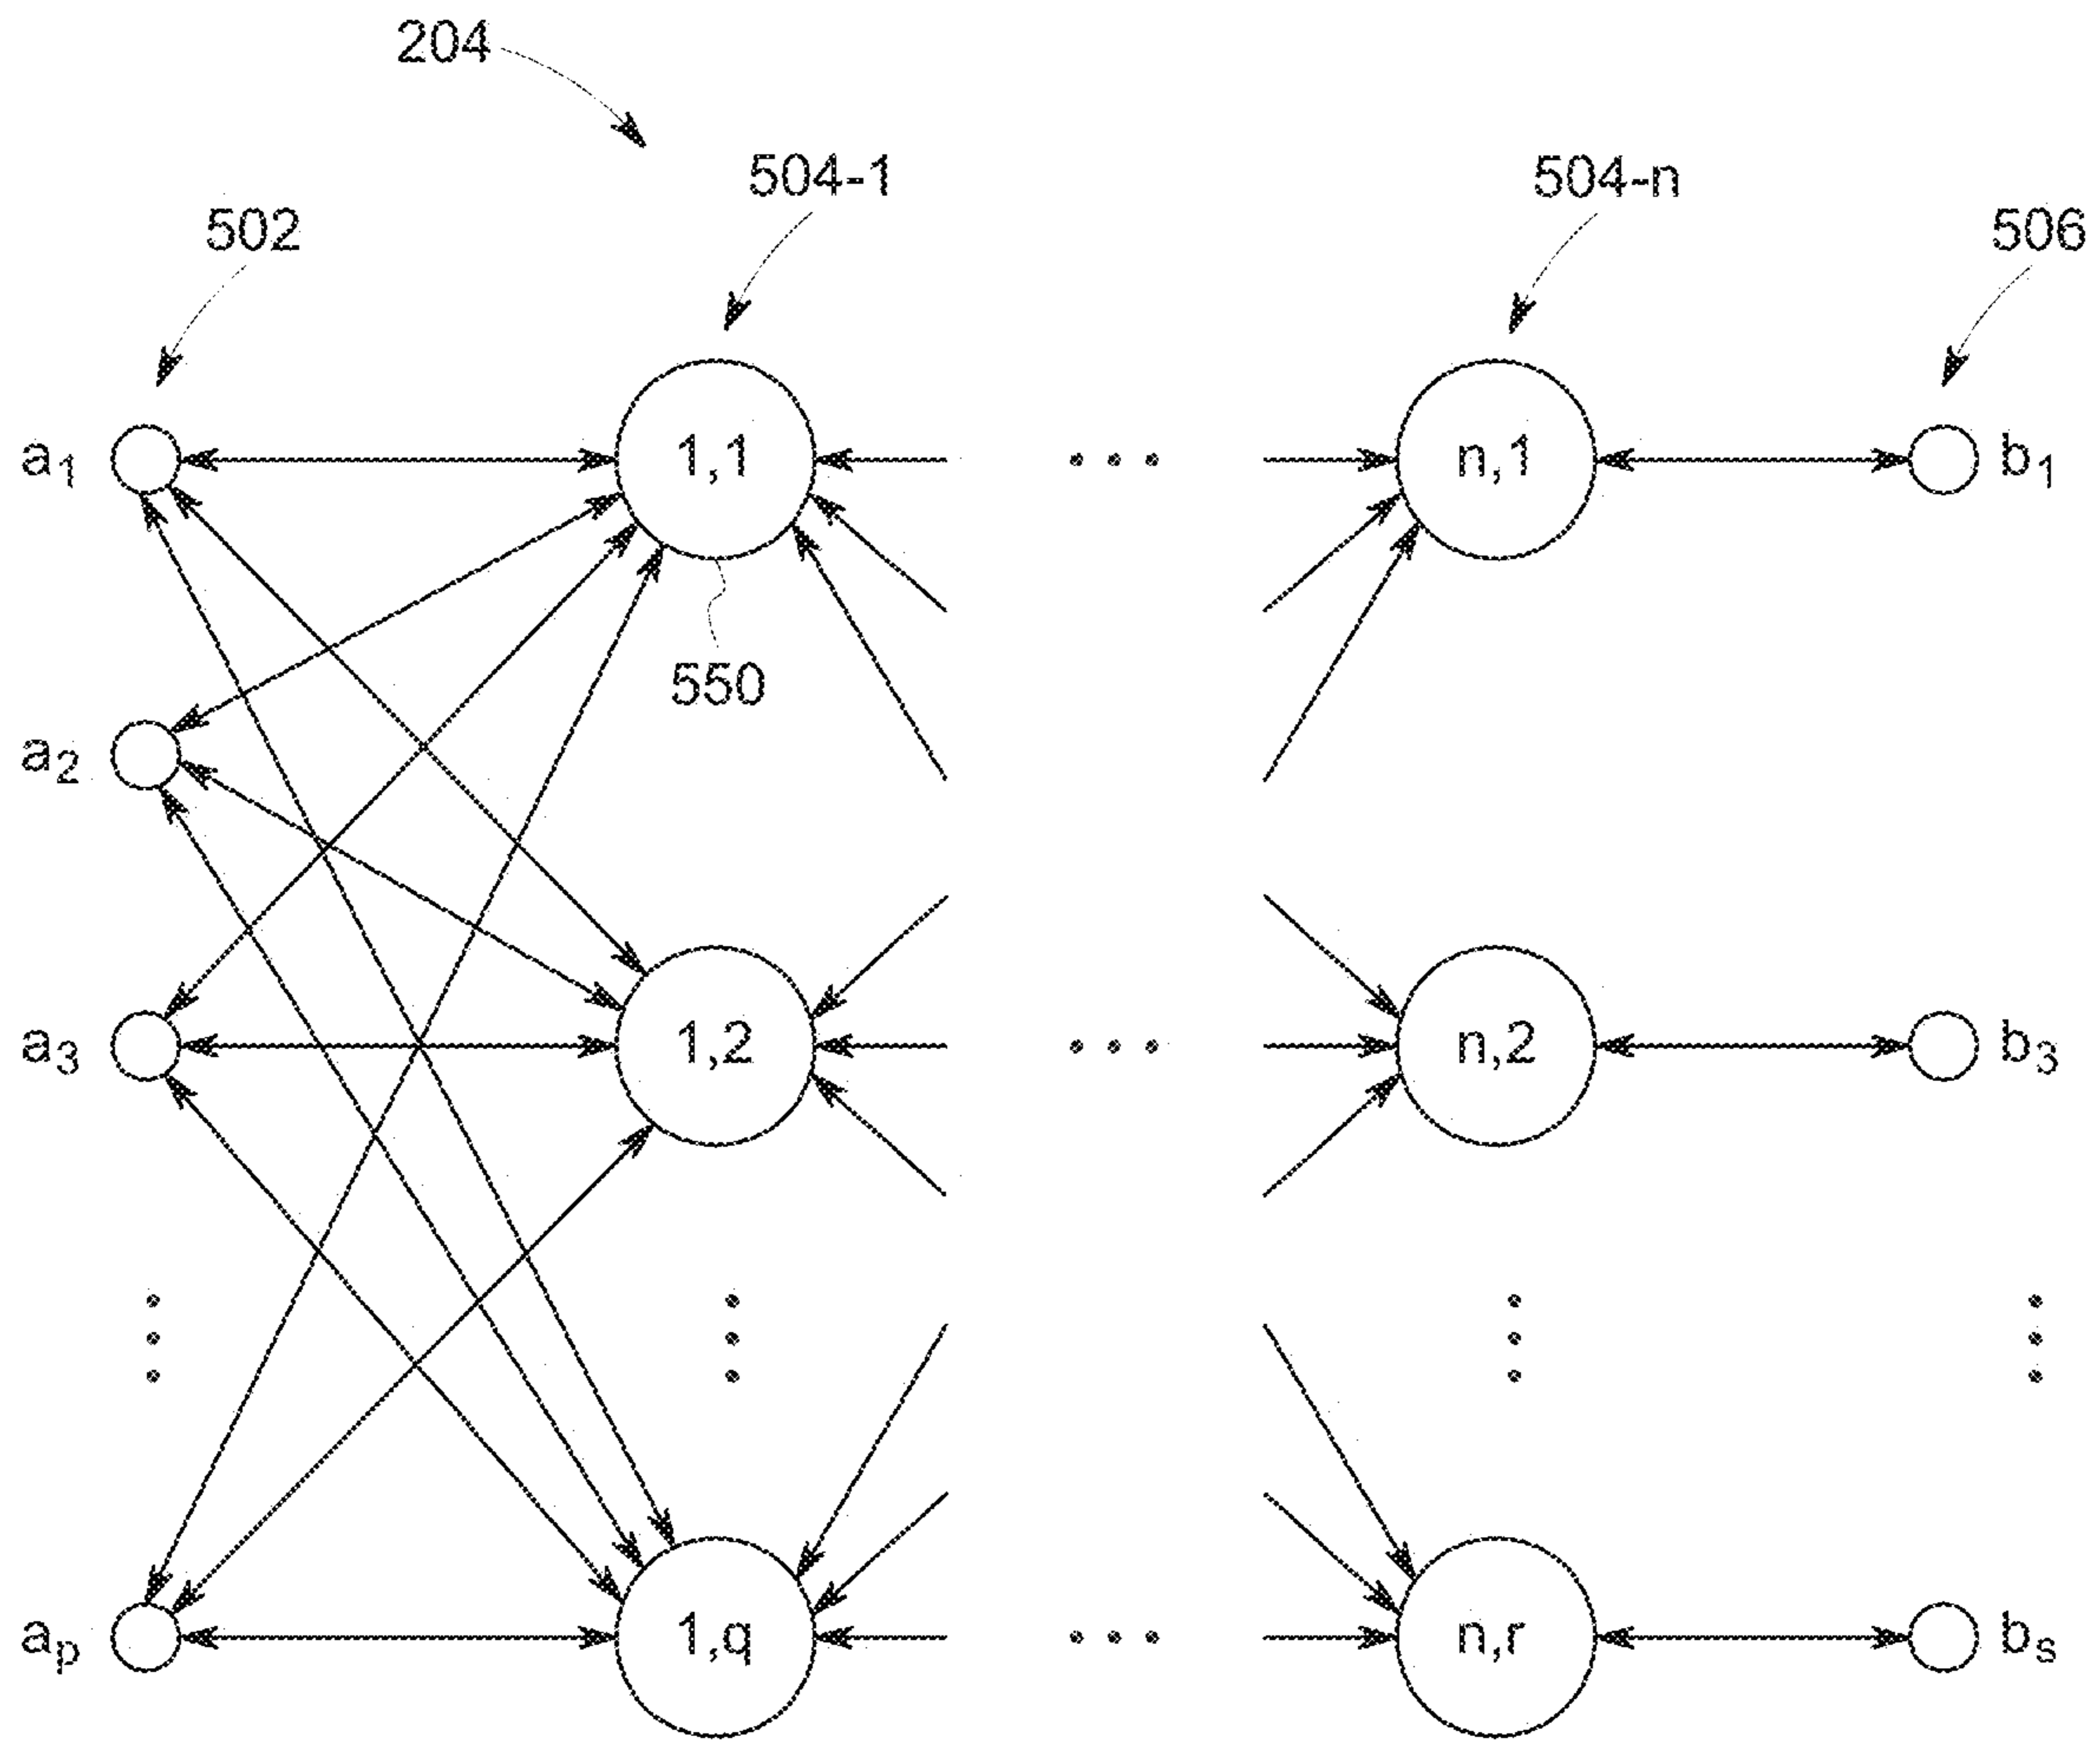 204
504-1
504-n
502
506
a1
1,1
n,1
b1
550
a2
a3
1,2
n,2
b3
ap
1,q
n,r
bs